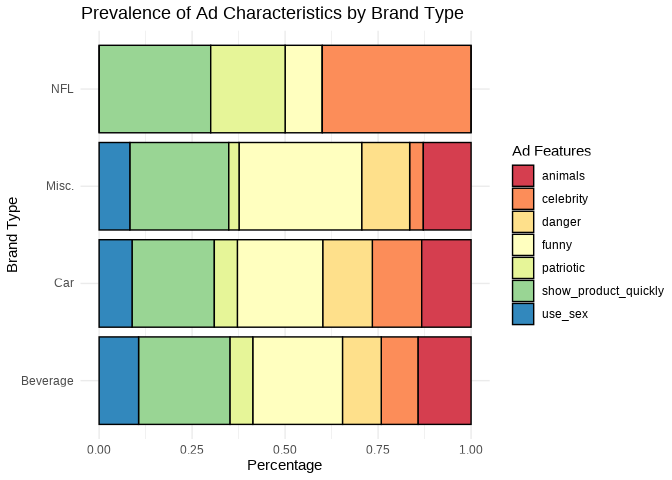 Prevalence of Ad Characteristics by Brand Type
NFL
Misc.
Car
Beverage
Brand Type
0.00 0.25 0.50 0.75 1.00
Percentage
Ad Features
animals
celebrity
danger
funny
patriotic
show_product_quickly
use_sex